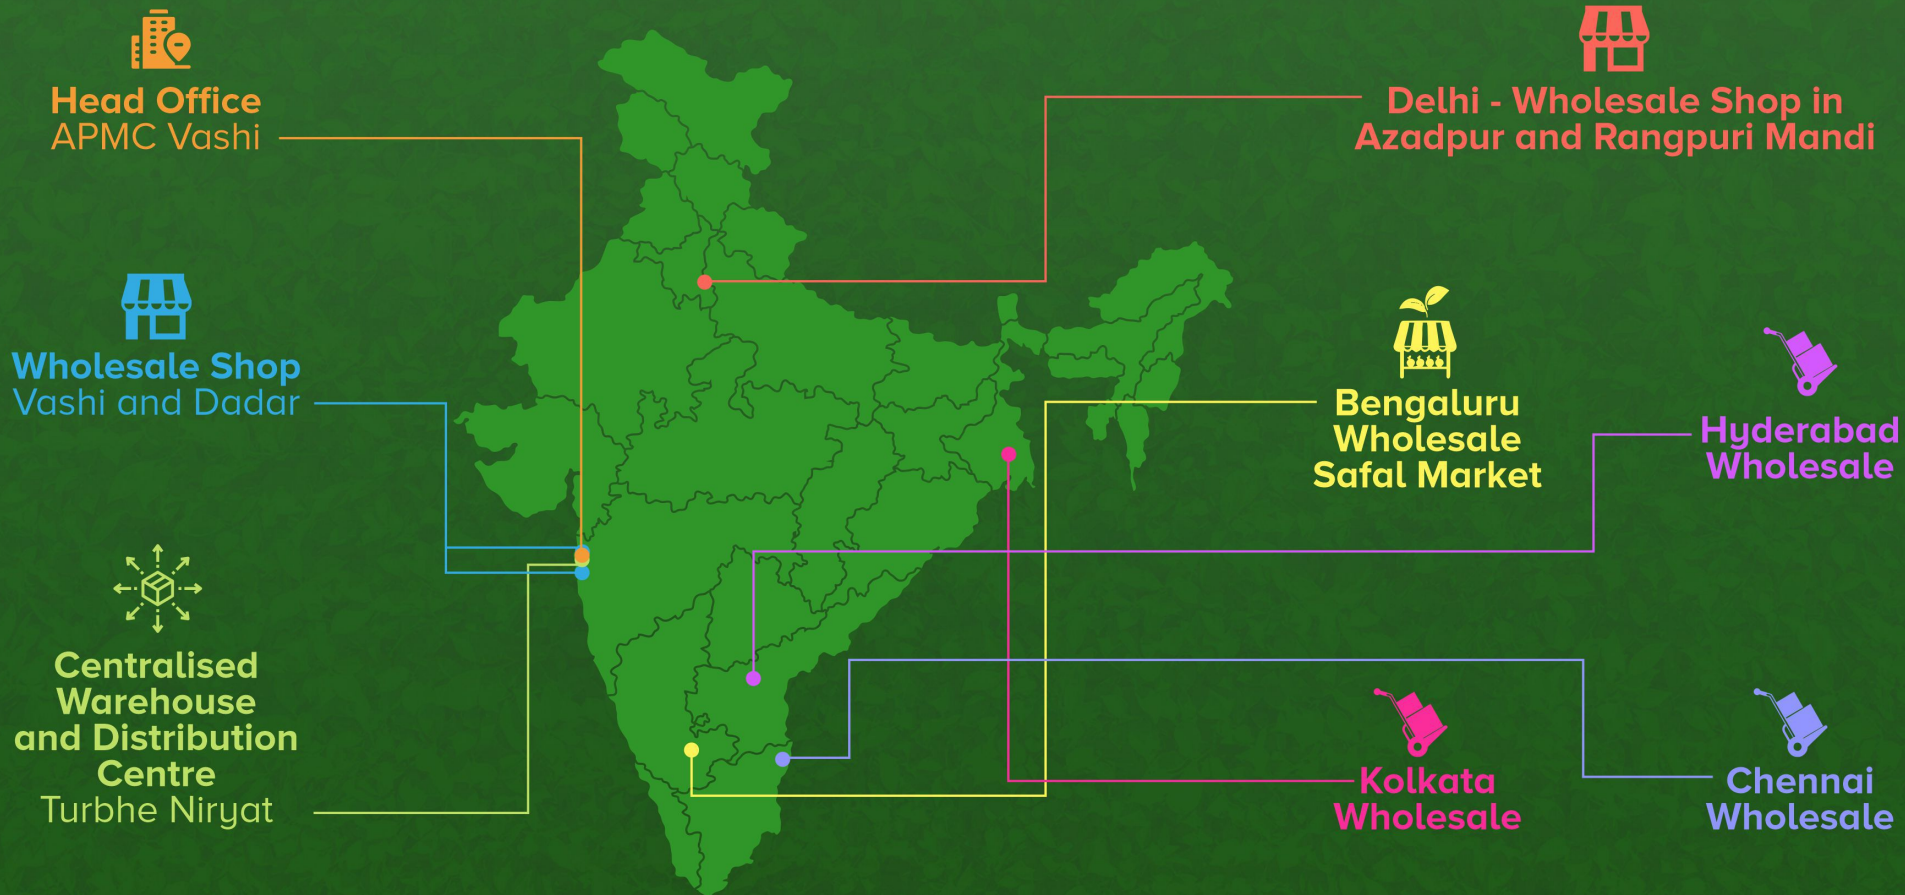 Head Office
APMC Vashi
Wholesale Shop
Vashi and Dadar
Centralised
Warehouse
and Distribution
Centre
Turbhe Niryat
Delhi - Wholesale Shop in
Azadpur and Rangpuri Mandi
Bengaluru
Wholesale
Safal Market
Hyderabad
Wholesale
Kolkata
Wholesale
Chennai
Wholesale